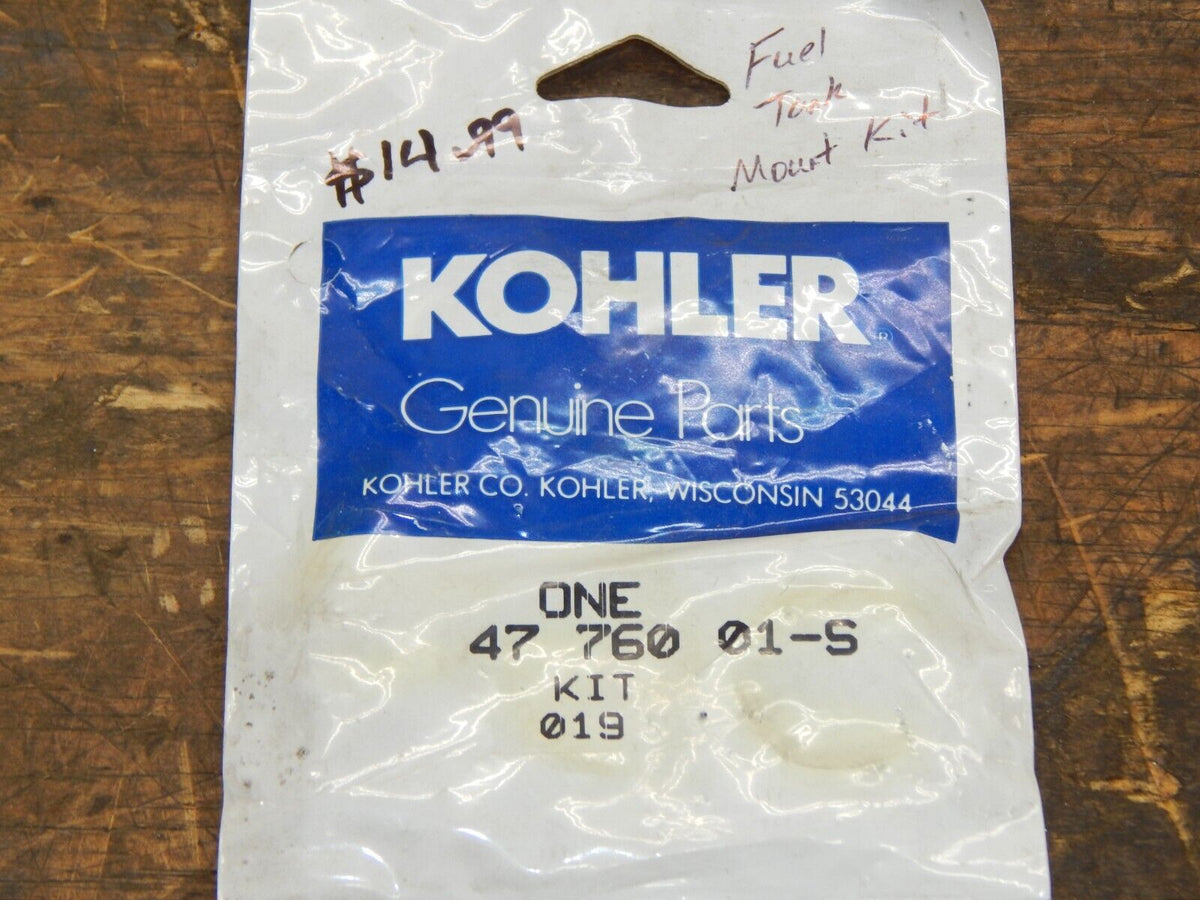 Fuel
Tank
Mount Kit
$14.99
KOHLER®
Genuine Parts
KOHLER CO. KOHLER, WISCONSIN 53044
ONE
47 760 01-S
KIT
019